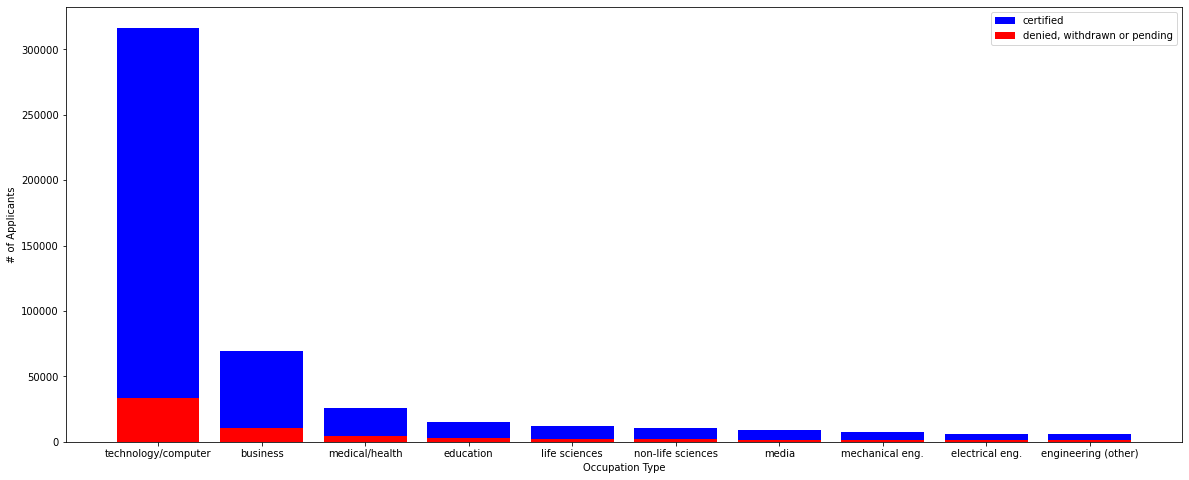 certified
denied, withdrawn or pending
# of Applicants
300000
250000
200000
150000
100000
50000
0
technology/computer
business
medical/health
education
life sciences
non-life sciences
media
mechanical eng.
electrical eng.
engineering (other)
Occupation Type